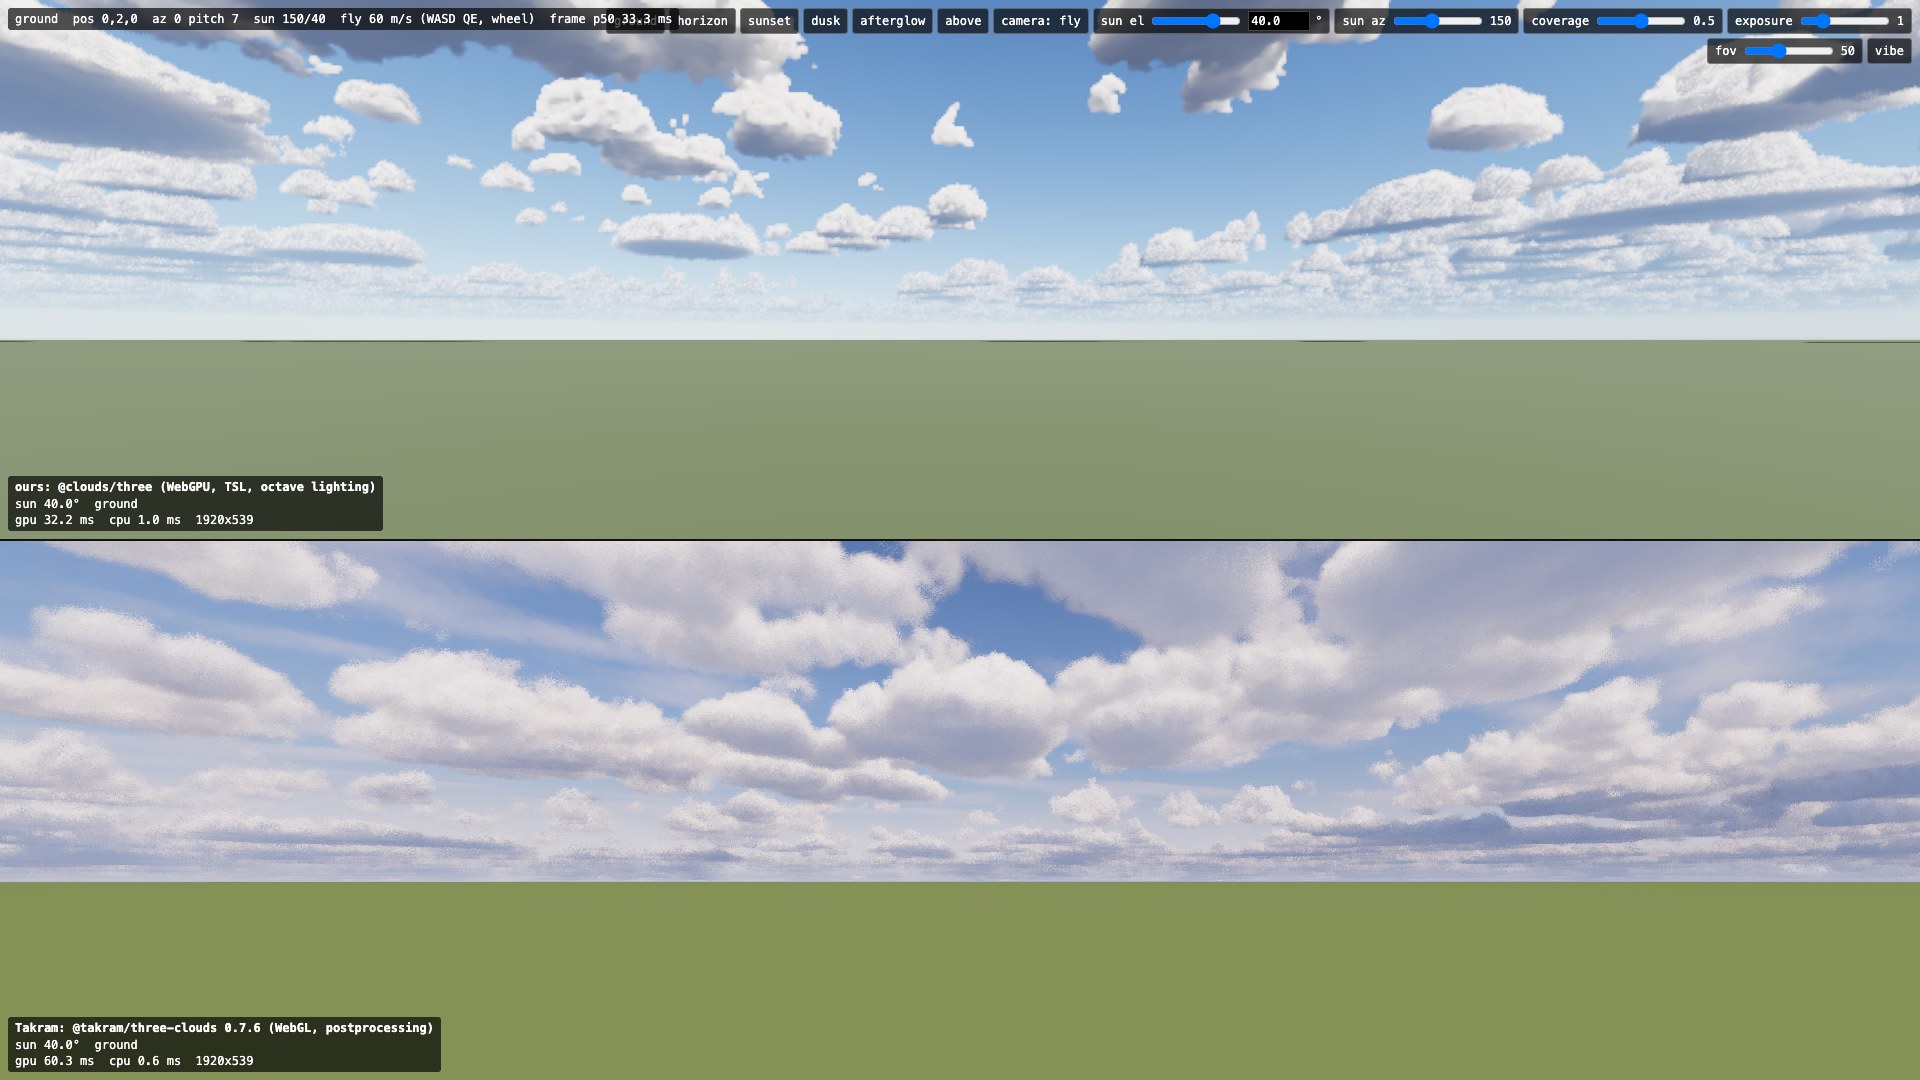 ground pos 0,2,0 az 0 pitch 7 sun 150/40 fly 60 m/s (WASD QE, wheel) frame p50 33.3 ms
horizon sunset dusk afterglow above camera: fly sun el 40.0 ° sun az 150 coverage 0.5 exposure 1
fov 50 vibe
ours: @clouds/three (WebGPU, TSL, octave lighting)
sun 40.0° ground
gpu 32.2 ms cpu 1.0 ms 1920x539
Takram: @takram/three-clouds 0.7.6 (WebGL, postprocessing)
sun 40.0° ground
gpu 60.3 ms cpu 0.6 ms 1920x539